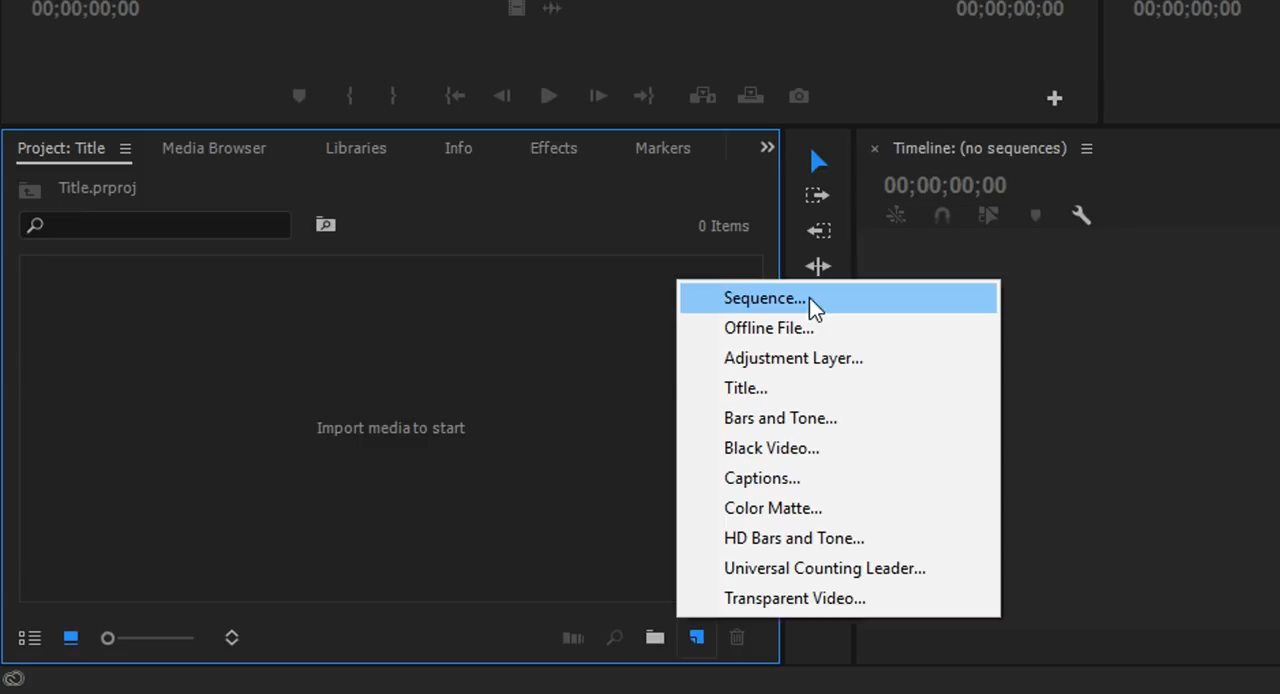 00;00;00;00
00;00;00;00
00;00;00;00
Project: Title
Media Browser
Libraries
Info
Effects
Markers
Timeline: (no sequences)
Title.prproj
00;00;00;00
0 Items
Import media to start
Sequence...
Offline File...
Adjustment Layer...
Title...
Bars and Tone...
Black Video...
Captions...
Color Matte...
HD Bars and Tone...
Universal Counting Leader...
Transparent Video...